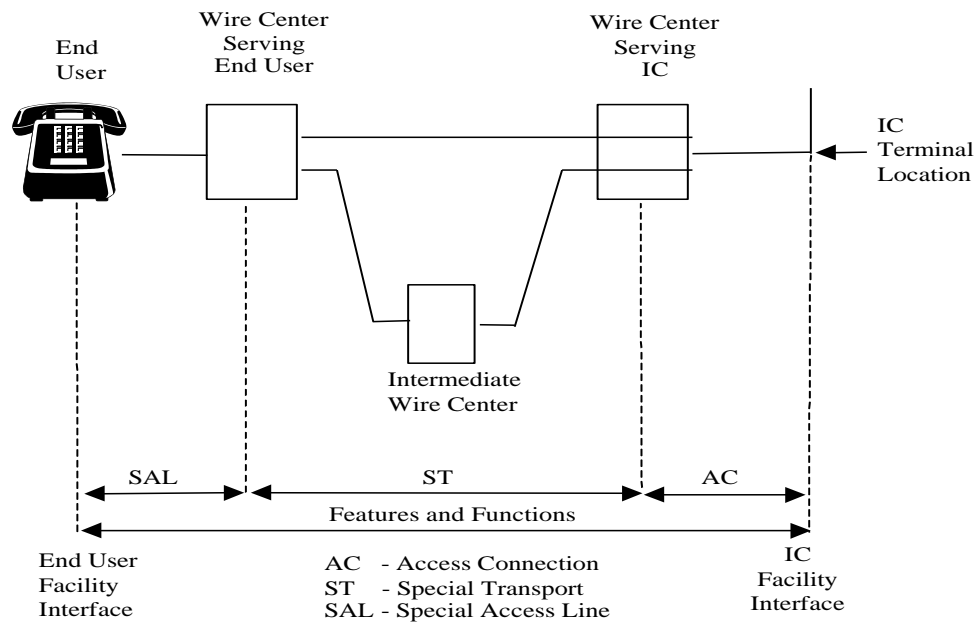 End
User
Wire Center
Serving
End User
Wire Center
Serving
IC
IC
Terminal
Location
Intermediate
Wire Center
SAL
ST
AC
Features and Functions
End User
Facility
Interface
AC - Access Connection
ST - Special Transport
SAL - Special Access Line
IC
Facility
Interface